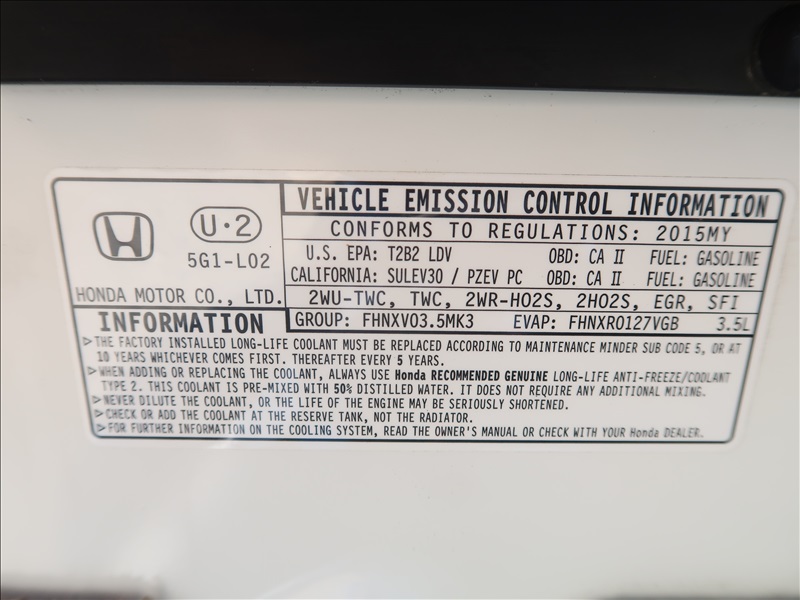 VEHICLE EMISSION CONTROL INFORMATION
U·2
5G1-L02
HONDA MOTOR CO., LTD.
CONFORMS TO REGULATIONS: 2015MY
U.S. EPA: T2B2 LDV OBD: CA II FUEL: GASOLINE
CALIFORNIA: SULEV30 / PZEV PC OBD: CA II FUEL: GASOLINE
2WU-TWC, TWC, 2WR-HO2S, 2HO2S, EGR, SFI
GROUP: FHNXV03.5MK3 EVAP: FHNXR0127VGB 3.5L
INFORMATION
▷THE FACTORY INSTALLED LONG-LIFE COOLANT MUST BE REPLACED ACCORDING TO MAINTENANCE MINDER SUB CODE 5, OR AT
10 YEARS WHICHEVER COMES FIRST. THEREAFTER EVERY 5 YEARS.
▷WHEN ADDING OR REPLACING THE COOLANT, ALWAYS USE Honda RECOMMENDED GENUINE LONG-LIFE ANTI-FREEZE/COOLANT
TYPE 2. THIS COOLANT IS PRE-MIXED WITH 50% DISTILLED WATER. IT DOES NOT REQUIRE ANY ADDITIONAL MIXING.
▷NEVER DILUTE THE COOLANT, OR THE LIFE OF THE ENGINE MAY BE SERIOUSLY SHORTENED.
▷CHECK OR ADD THE COOLANT AT THE RESERVE TANK, NOT THE RADIATOR.
▷FOR FURTHER INFORMATION ON THE COOLING SYSTEM, READ THE OWNER'S MANUAL OR CHECK WITH YOUR Honda DEALER.